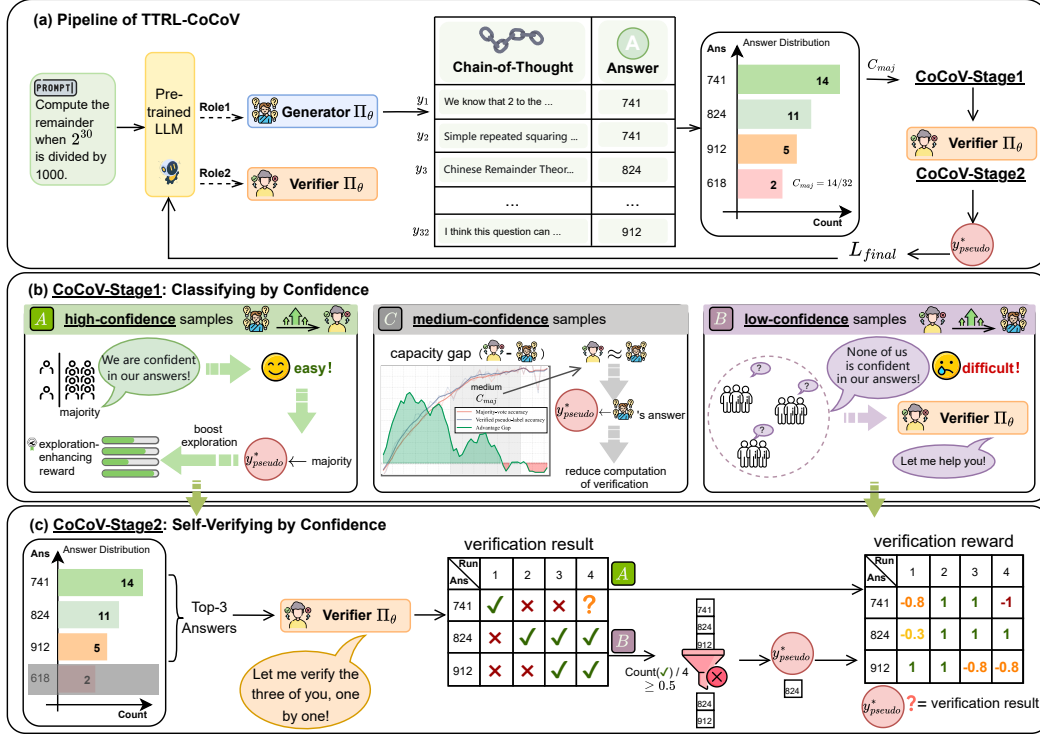 (a) Pipeline of TTRL-CoCoV
PROMPT
Compute the
remainder
when 2^30
is divided by
1000.
Pre-
trained
LLM
Role1
Generator Π_θ
Role2
Verifier Π_θ
Chain-of-Thought
A
Answer
y_1
We know that 2 to the ...
741
y_2
Simple repeated squaring ...
741
y_3
Chinese Remainder Theor...
824
...
...
y_32
I think this question can ...
912
Ans
Answer Distribution
741
14
824
11
912
5
618
2
C_maj = 14/32
Count
C_maj
CoCoV-Stage1
Verifier Π_θ
CoCoV-Stage2
y*_pseudo
L_final
(b) CoCoV-Stage1: Classifying by Confidence
A
high-confidence samples
We are confident
in our answers!
majority
easy!
exploration-
enhancing
reward
boost
exploration
y*_pseudo ← majority
C
medium-confidence samples
capacity gap ( - )
≈
medium
C_maj
Majority-vote accuracy
Verified pseudo-label accuracy
Advantage Gap
y*_pseudo ← 's answer
reduce computation
of verification
B
low-confidence samples
None of us
is confident
in our answers!
difficult!
?
?
?
Verifier Π_θ
Let me help you!
(c) CoCoV-Stage2: Self-Verifying by Confidence
Ans
Answer Distribution
741
14
824
11
912
5
618
2
Count
Top-3
Answers
Verifier Π_θ
Let me verify the
three of you, one
by one!
verification result
Run
Ans
1 2 3 4
741 ✓ × × ?
824 × ✓ ✓ ✓
912 × × ✓ ✓
A
B
Count(✓) / 4
≥ 0.5
741
824
912
824
912
y*_pseudo
824
verification reward
Run
Ans
1 2 3 4
741 -0.8 1 1 -1
824 -0.3 1 1 1
912 1 1 -0.8 -0.8
y*_pseudo ?= verification result